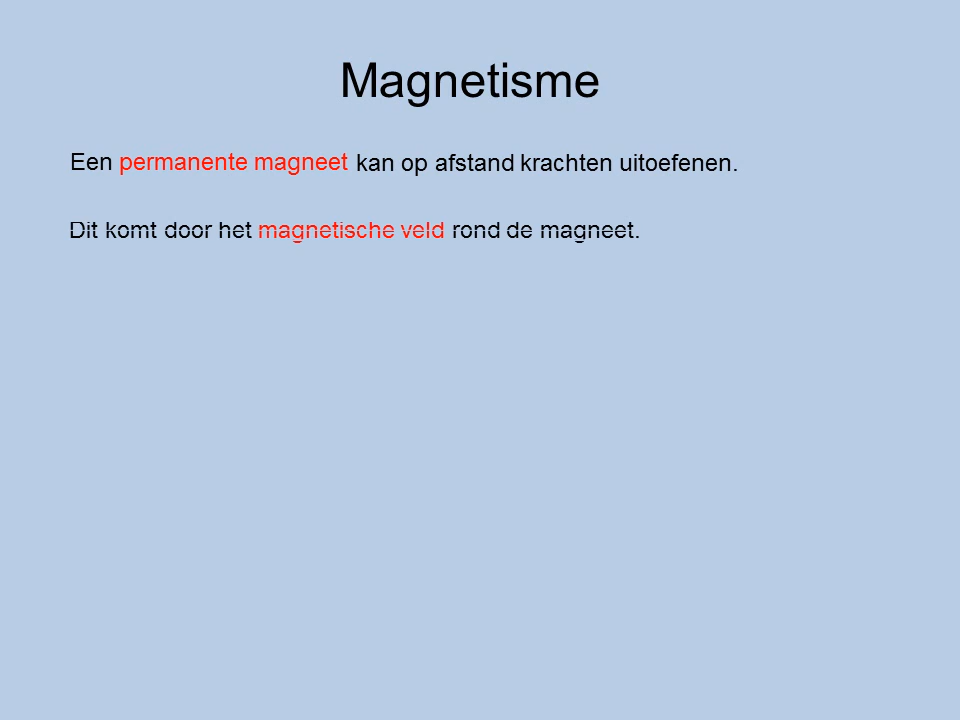 Magnetisme
Een permanente magneet kan op afstand krachten uitoefenen.
Dit komt door het magnetische veld rond de magneet.